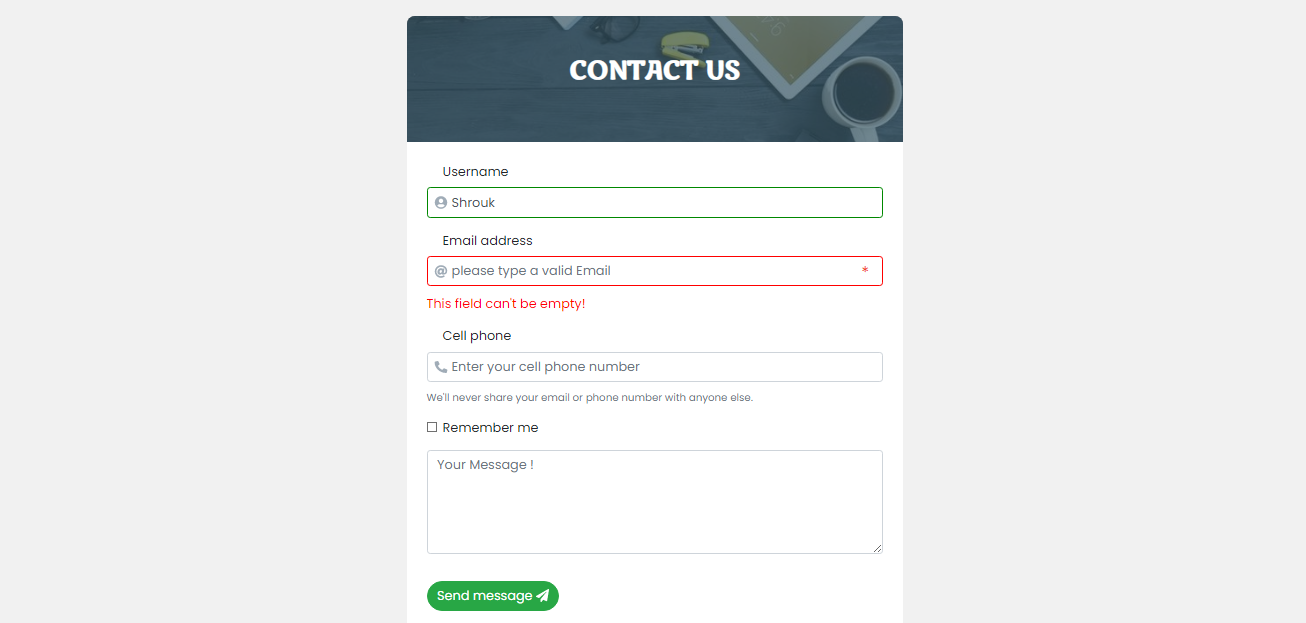 CONTACT US
Username
Shrouk
Email address
@ please type a valid Email *
This field can't be empty!
Cell phone
Enter your cell phone number
We'll never share your email or phone number with anyone else.
Remember me
Your Message !
Send message